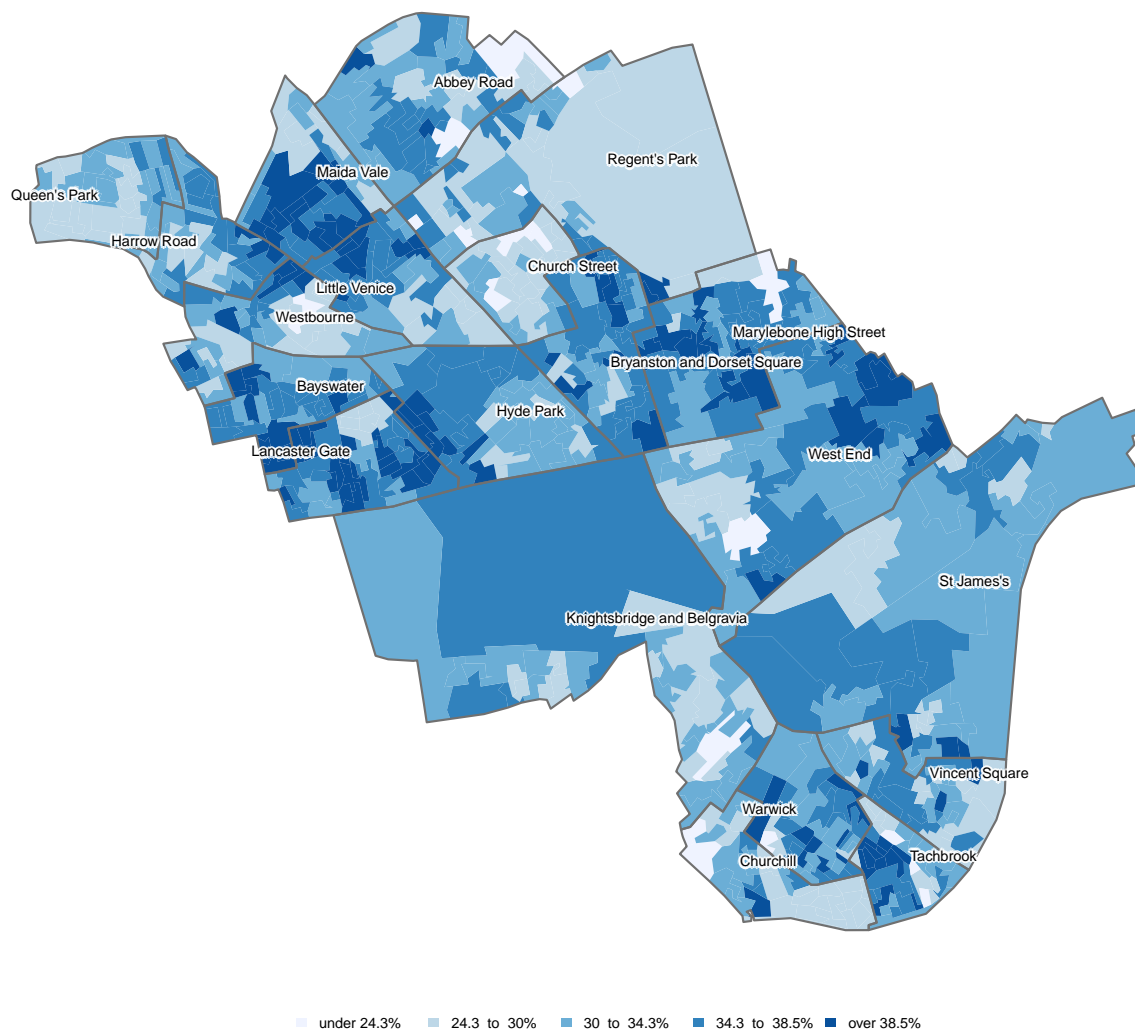 Abbey Road
Regent's Park
Maida Vale
Queen's Park
Harrow Road
Church Street
Little Venice
Westbourne
Marylebone High Street
Bryanston and Dorset Square
Bayswater
Hyde Park
Lancaster Gate
West End
St James's
Knightsbridge and Belgravia
Vincent Square
Warwick
Tachbrook
Churchill
under 24.3%
24.3 to 30%
30 to 34.3%
34.3 to 38.5%
over 38.5%